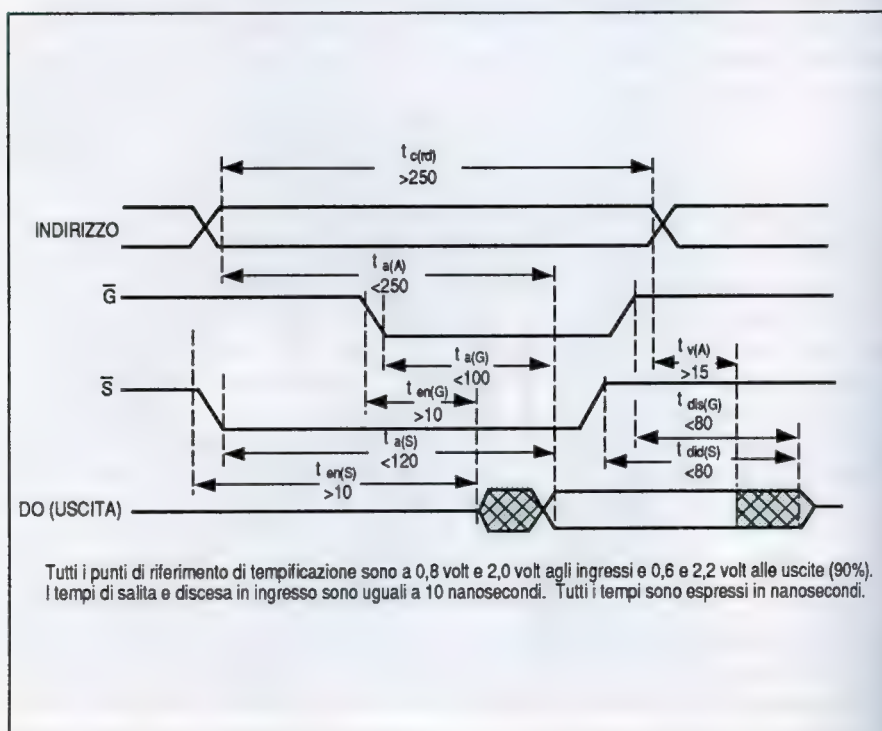 t c(rd)
>250
INDIRIZZO
t a(A)
<250
G
t a(G)
<100
t v(A)
>15
S
t en(G)
>10
t dis(G)
<80
t a(S)
<120
t did(S)
<80
t en(S)
>10
DO (USCITA)
Tutti i punti di riferimento di tempificazione sono a 0,8 volt e 2,0 volt agli ingressi e 0,6 e 2,2 volt alle uscite (90%).
I tempi di salita e discesa in ingresso sono uguali a 10 nanosecondi. Tutti i tempi sono espressi in nanosecondi.